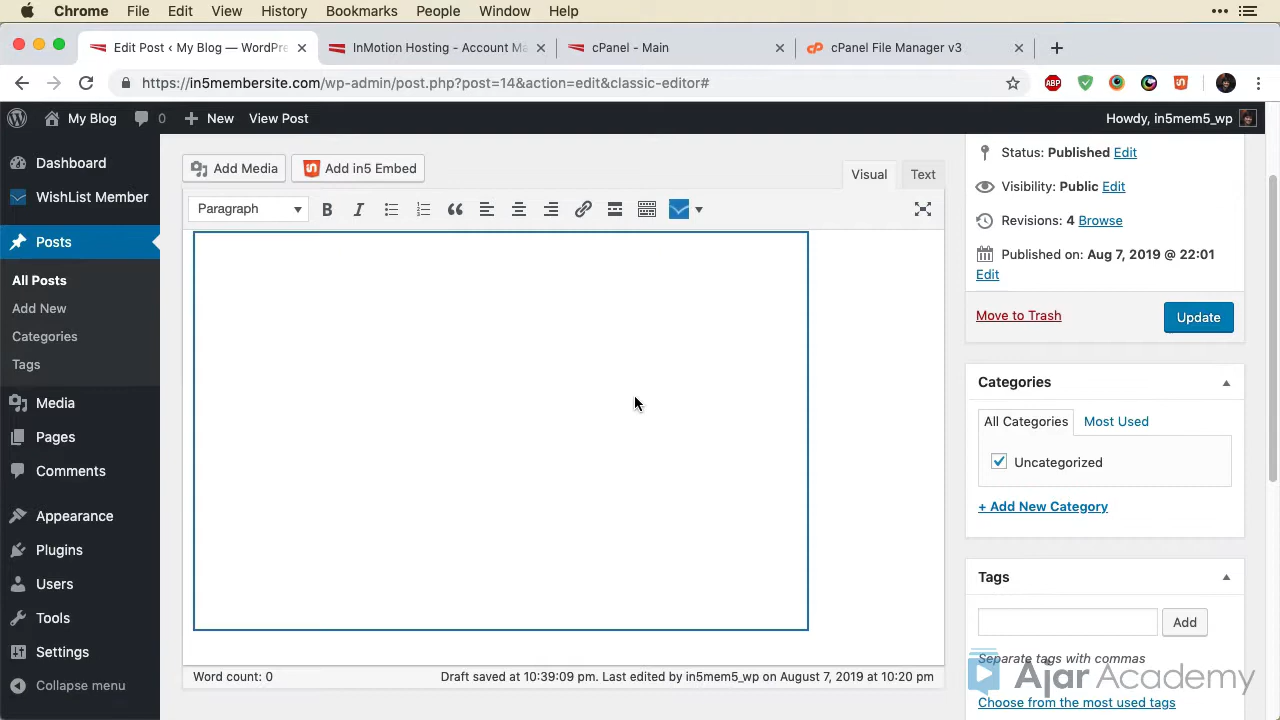 Chrome File Edit View History Bookmarks People Window Help
Edit Post ‹ My Blog — WordPre
InMotion Hosting - Account Ma
cPanel - Main
cPanel File Manager v3
https://in5membersite.com/wp-admin/post.php?post=14&action=edit&classic-editor#
ABP
My Blog 0 New View Post Howdy, in5mem5_wp
Dashboard
WishList Member
Posts
All Posts
Add New
Categories
Tags
Media
Pages
Comments
Appearance
Plugins
Users
Tools
Settings
Collapse menu
Add Media Add in5 Embed
Visual Text
Paragraph
Word count: 0
Draft saved at 10:39:09 pm. Last edited by in5mem5_wp on August 7, 2019 at 10:20 pm
Status: Published Edit
Visibility: Public Edit
Revisions: 4 Browse
Published on: Aug 7, 2019 @ 22:01
Edit
Move to Trash Update
Categories
All Categories Most Used
Uncategorized
+ Add New Category
Tags
Add
Separate tags with commas
Ajar Academy
Choose from the most used tags